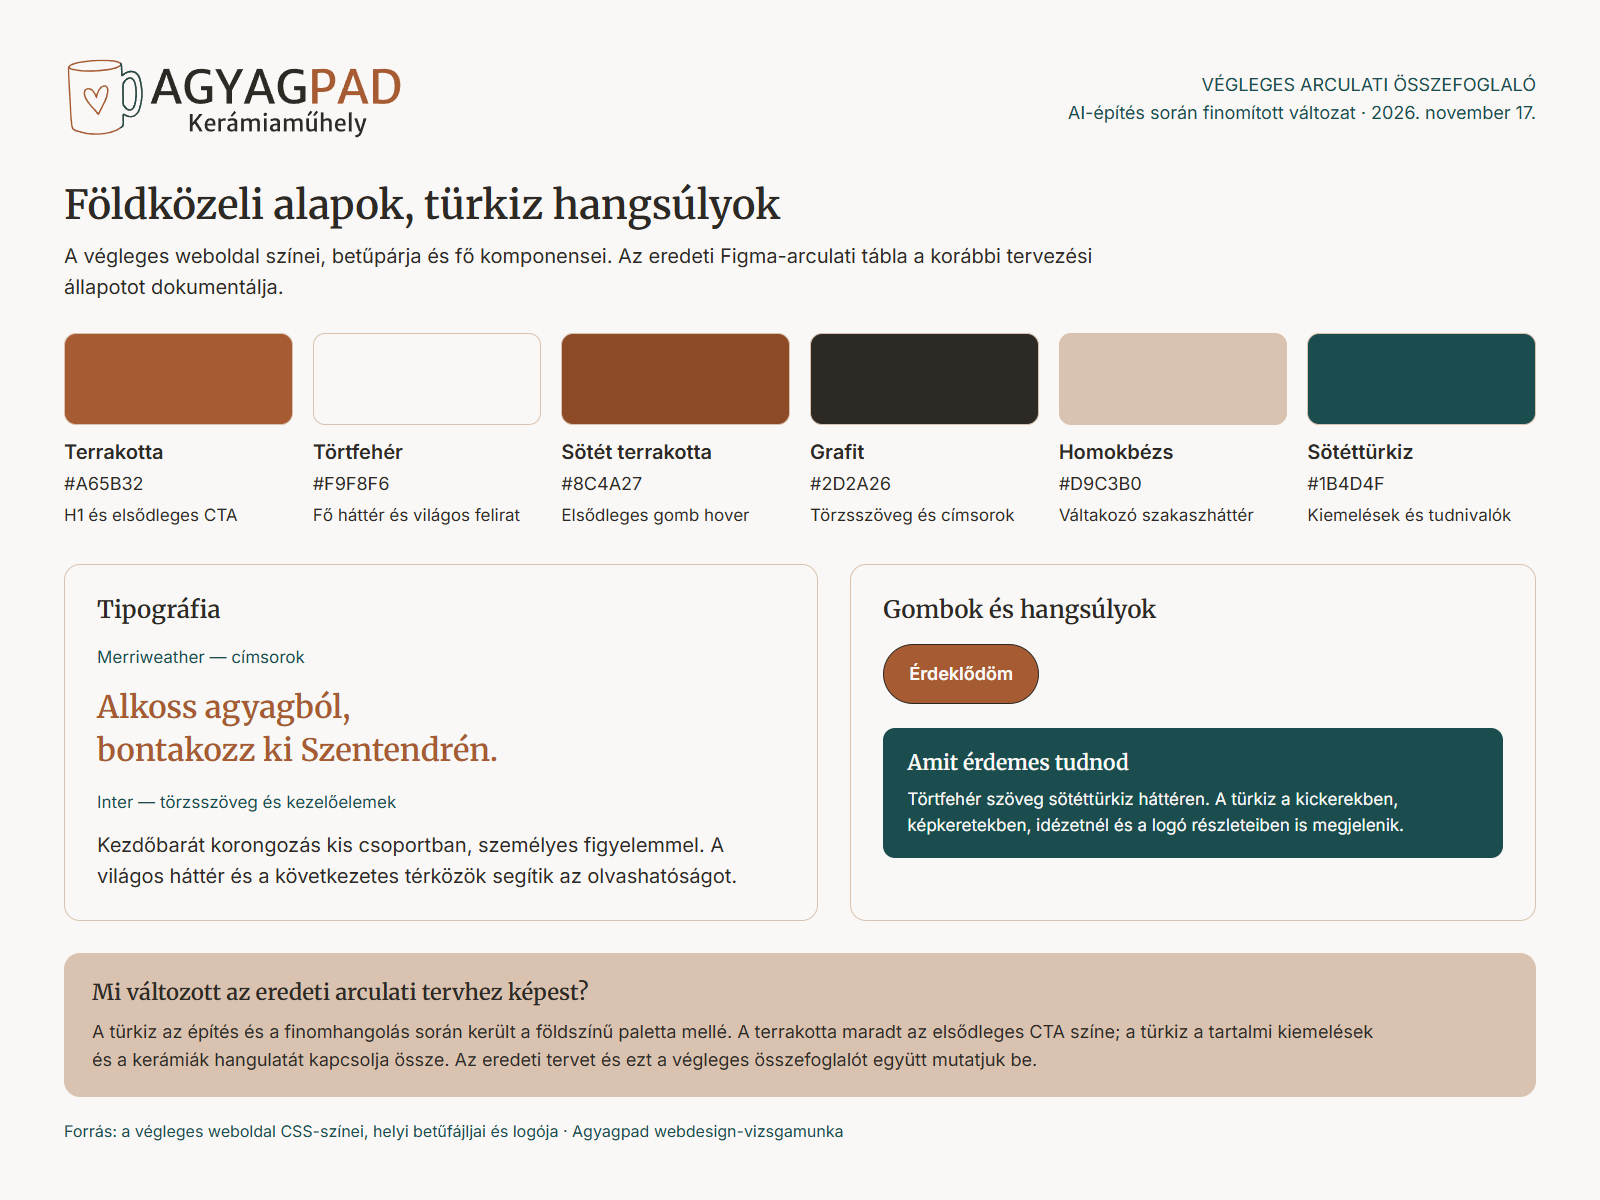 AGYAGPAD
Kerámiaműhely
VÉGLEGES ARCULATI ÖSSZEFOGLALÓ
AI-építés során finomított változat · 2026. november 17.
Földközeli alapok, türkiz hangsúlyok
A végleges weboldal színei, betűpárja és fő komponensei. Az eredeti Figma-arculati tábla a korábbi tervezési
állapotot dokumentálja.
Terrakotta
#A65B32
H1 és elsődleges CTA
Törtfehér
#F9F8F6
Fő háttér és világos felirat
Sötét terrakotta
#8C4A27
Elsődleges gomb hover
Grafit
#2D2A26
Törzsszöveg és címsorok
Homokbézs
#D9C3B0
Váltakozó szakaszháttér
Sötéttürkiz
#1B4D4F
Kiemelések és tudnivalók
Tipográfia
Merriweather — címsorok
Alkoss agyagból,
bontakozz ki Szentendrén.
Inter — törzsszöveg és kezelőelemek
Kezdőbarát korongozás kis csoportban, személyes figyelemmel. A
világos háttér és a következetes térközök segítik az olvashatóságot.
Gombok és hangsúlyok
Érdeklődöm
Amit érdemes tudnod
Törtfehér szöveg sötéttürkiz háttéren. A türkiz a kickerekben,
képkeretekben, idézetnél és a logó részleteiben is megjelenik.
Mi változott az eredeti arculati tervhez képest?
A türkiz az építés és a finomhangolás során került a földszínű paletta mellé. A terrakotta maradt az elsődleges CTA színe; a türkiz a tartalmi kiemelések
és a kerámiák hangulatát kapcsolja össze. Az eredeti tervet és ezt a végleges összefoglalót együtt mutatjuk be.
Forrás: a végleges weboldal CSS-színei, helyi betűfájljai és logója · Agyagpad webdesign-vizsgamunka